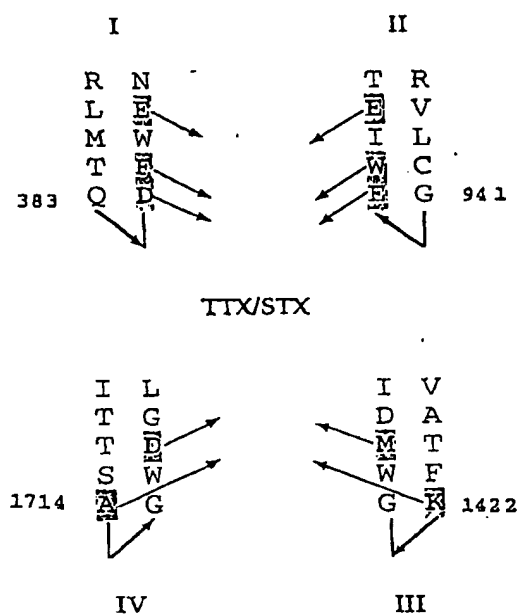 I II
R N T R
L E E V
M W I L
T F W C
383 Q D E G 941
TTX/STX
I L I V
T G D A
T D M T
S W W F
1714 A G G K 1422
IV III